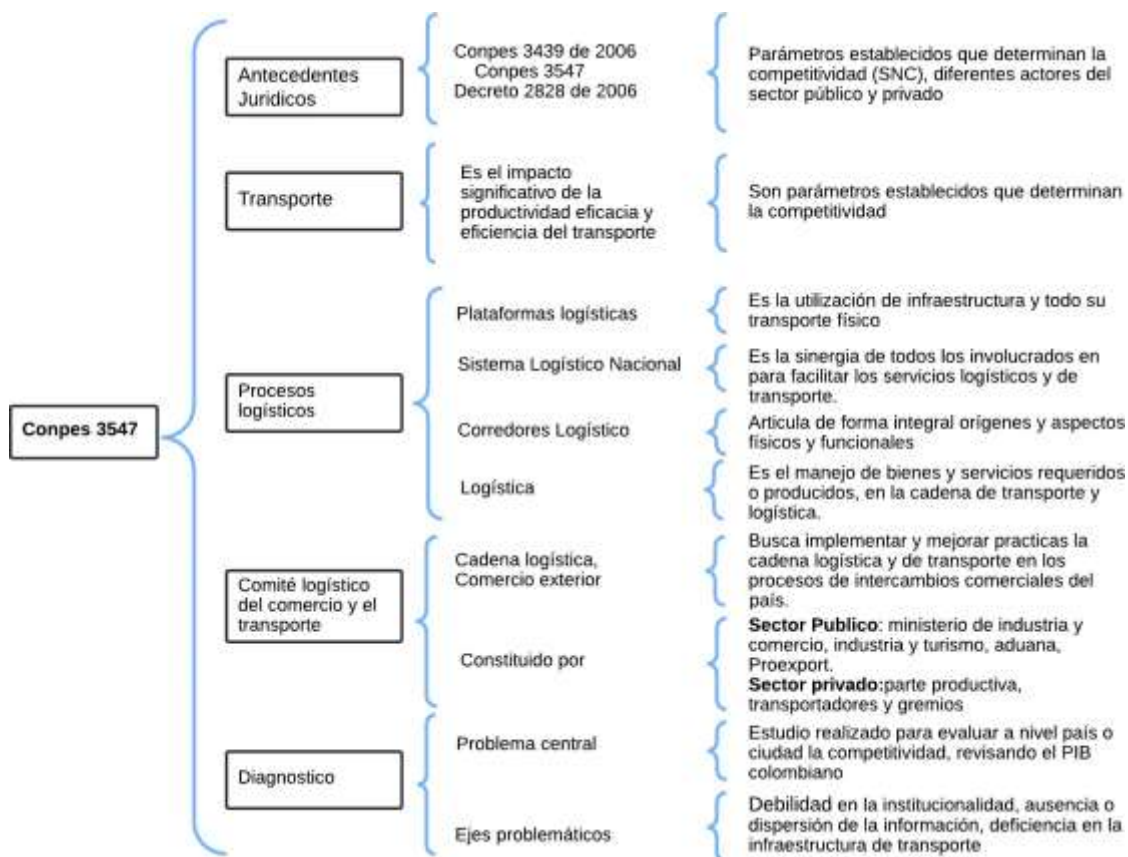 Conpes 3547
Antecedentes
Juridicos
Conpes 3439 de 2006
Conpes 3547
Decreto 2828 de 2006
Parámetros establecidos que determinan la
competitividad (SNC), diferentes actores del
sector público y privado
Transporte
Es el impacto
significativo de la
productividad eficacia y
eficiencia del transporte
Son parámetros establecidos que determinan
la competitividad
Procesos
logísticos
Plataformas logísticas
Es la utilización de infraestructura y todo su
transporte físico
Sistema Logístico Nacional
Es la sinergia de todos los involucrados en
para facilitar los servicios logísticos y de
transporte.
Corredores Logístico
Articula de forma integral orígenes y aspectos
físicos y funcionales
Logística
Es el manejo de bienes y servicios requeridos
o producidos, en la cadena de transporte y
logística.
Comité logístico
del comercio y el
transporte
Cadena logística,
Comercio exterior
Busca implementar y mejorar practicas la
cadena logística y de transporte en los
procesos de intercambios comerciales del
país.
Constituido por
Sector Publico: ministerio de industria y
comercio, industria y turismo, aduana,
Proexport.
Sector privado:parte productiva,
transportadores y gremios
Diagnostico
Problema central
Estudio realizado para evaluar a nivel país o
ciudad la competitividad, revisando el PIB
colombiano
Ejes problemáticos
Debilidad en la institucionalidad, ausencia o
dispersión de la información, deficiencia en la
infraestructura de transporte